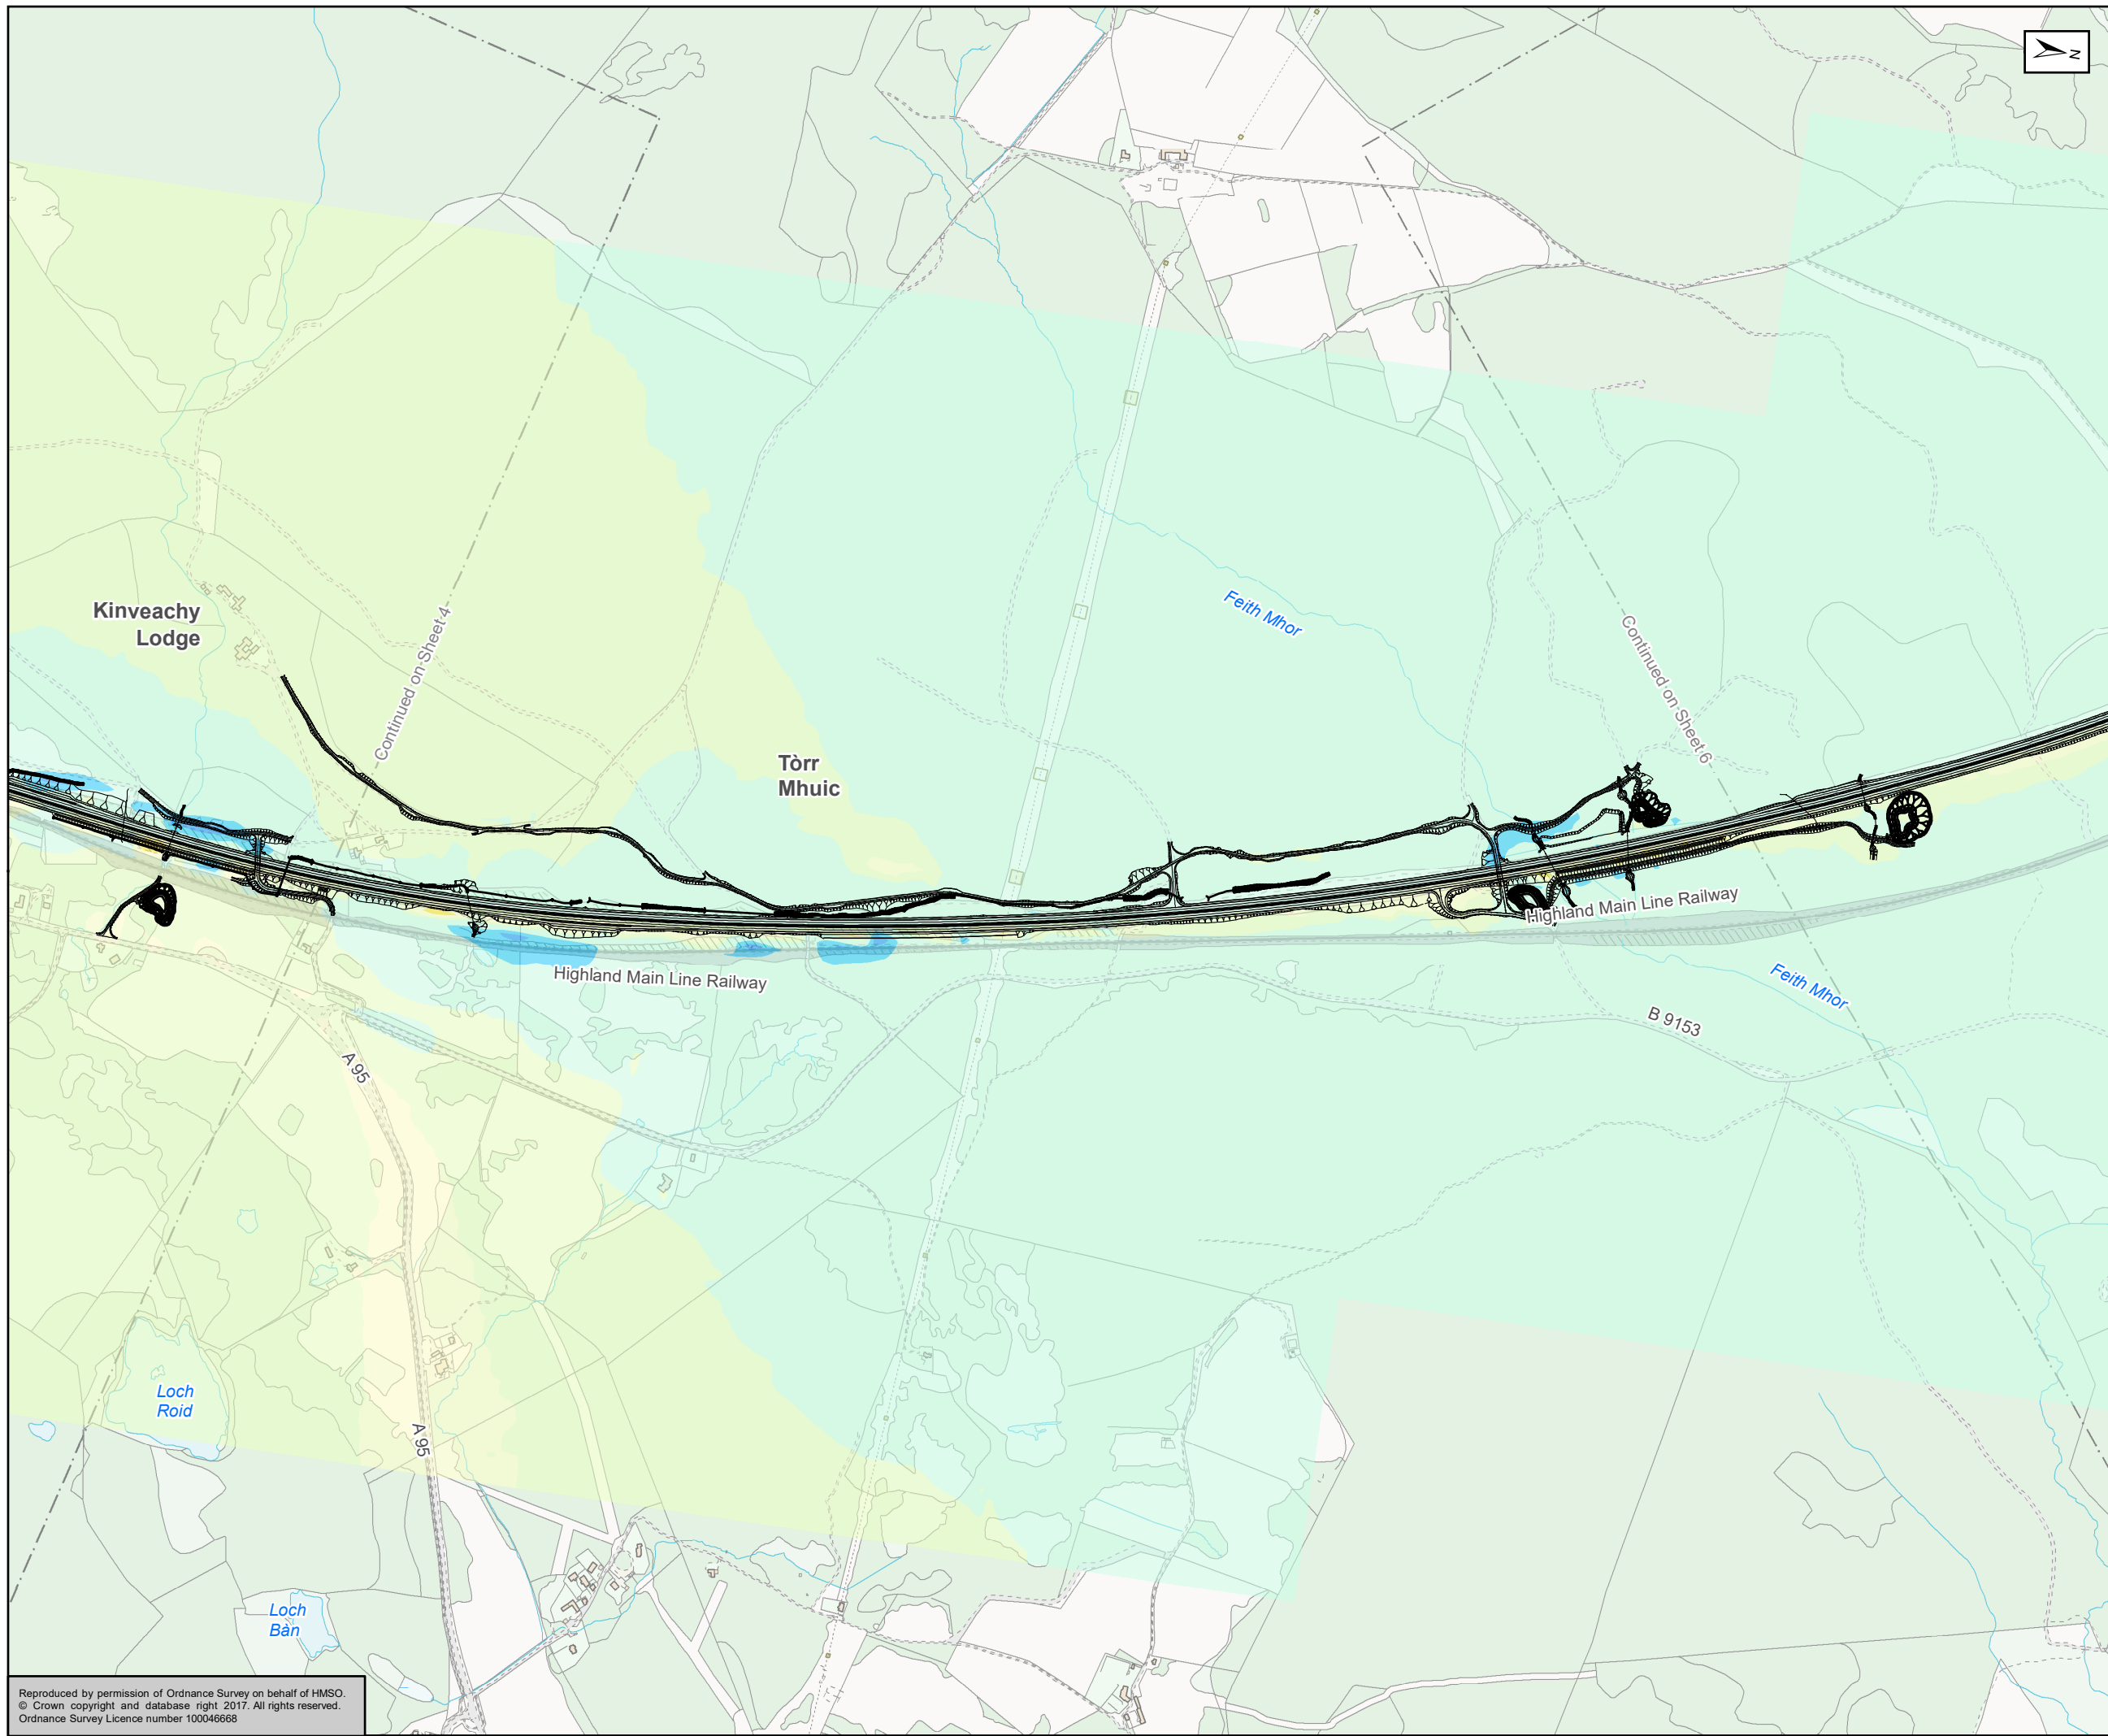 N
Kinveachy
Lodge
Continued on Sheet 4
Tòrr
Mhuic
Feith Mhor
Continued on Sheet 6
Highland Main Line Railway
Highland Main Line Railway
Feith Mhor
B 9153
A 95
A 95
Loch
Roid
Loch
Bàn
Reproduced by permission of Ordnance Survey on behalf of HMSO.
© Crown copyright and database right 2017. All rights reserved.
Ordnance Survey Licence number 100046668